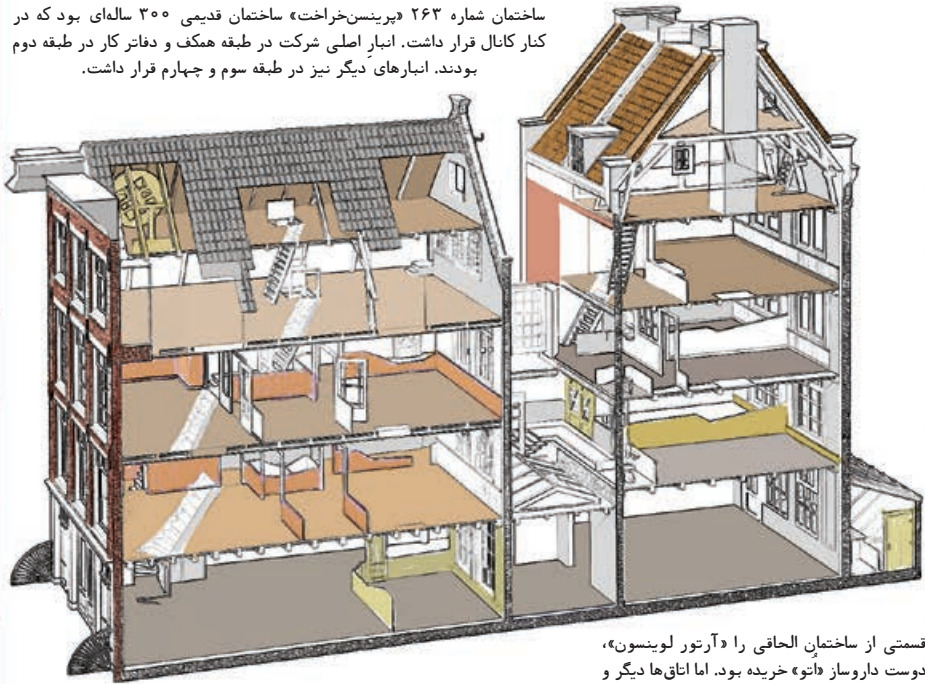 ساختمان شماره ۲۶۳ «پرینسن‌خراخت» ساختمان قدیمی ۳۰۰ ساله‌ای بود که در
کنار کانال قرار داشت. انبار اصلی شرکت در طبقه همکف و دفاتر کار در طبقه دوم
بودند. انبارهای دیگر نیز در طبقه سوم و چهارم قرار داشت.
قسمتی از ساختمان الحاقی را «آرتور لوینسون»،
دوست داروساز «اُتو» خریده بود. اما اتاق‌ها دیگر و